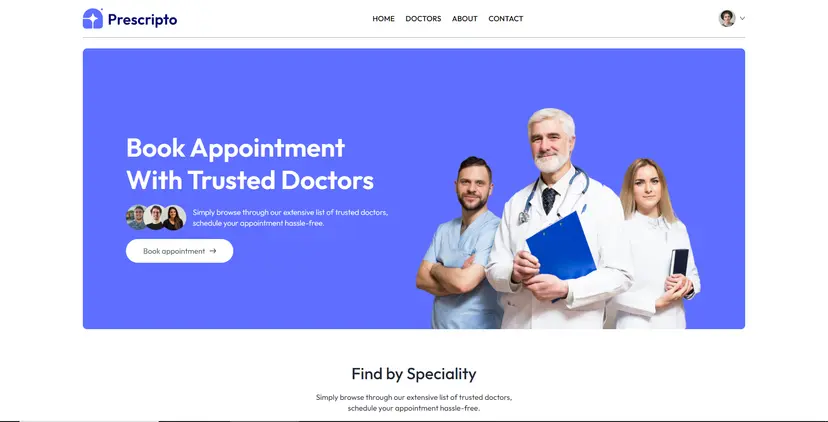 Prescripto
HOME DOCTORS ABOUT CONTACT
Book Appointment
With Trusted Doctors
Simply browse through our extensive list of trusted doctors,
schedule your appointment hassle-free.
Book appointment →
Find by Speciality
Simply browse through our extensive list of trusted doctors,
schedule your appointment hassle-free.